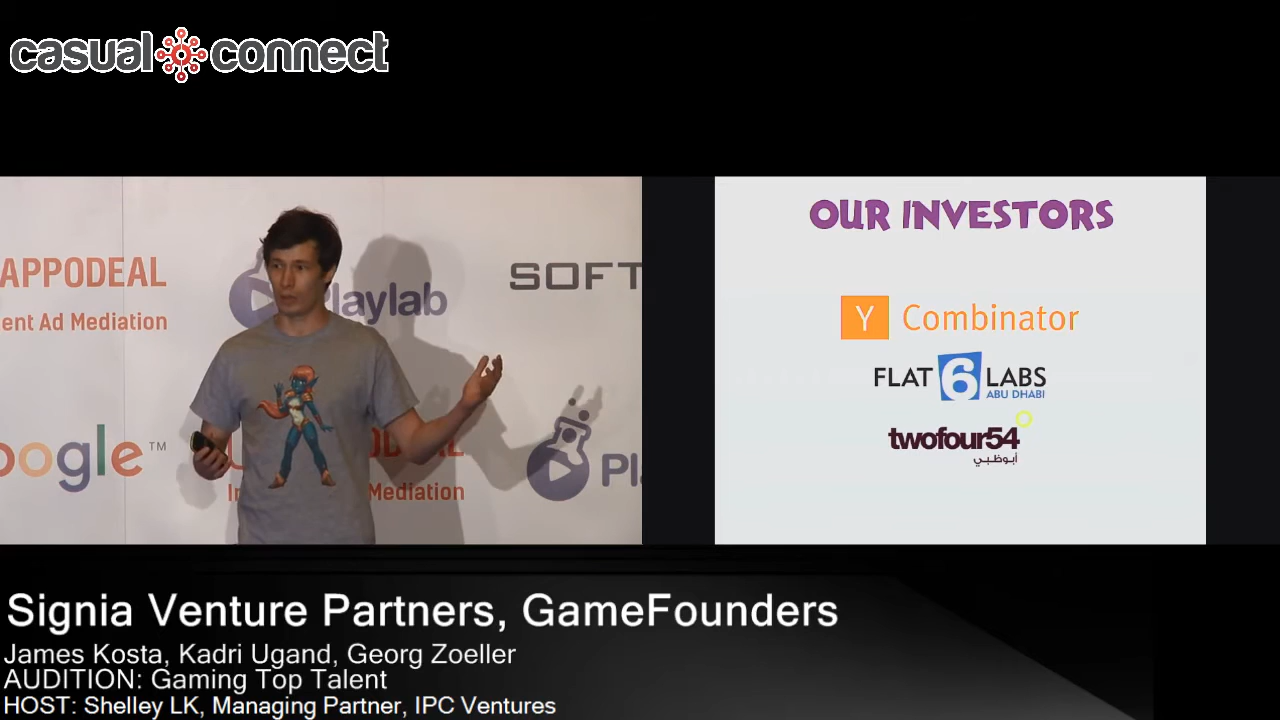 casual connect
APPODEAL
ent Ad Mediation
Playlab
SOFT
oogle™
Mediation
Pla
OUR INVESTORS
Y Combinator
FLAT 6 LABS
ABU DHABI
twofour54
أبوظبي
Signia Venture Partners, GameFounders
James Kosta, Kadri Ugand, Georg Zoeller
AUDITION: Gaming Top Talent
HOST: Shelley LK, Managing Partner, IPC Ventures